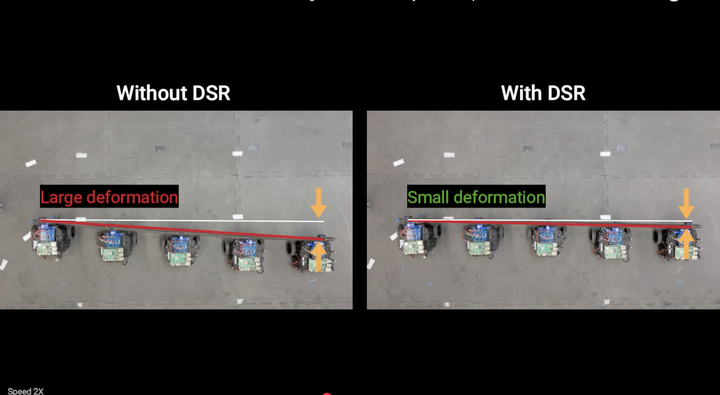 Without DSR
With DSR
Large deformation
Small deformation
Speed 2X